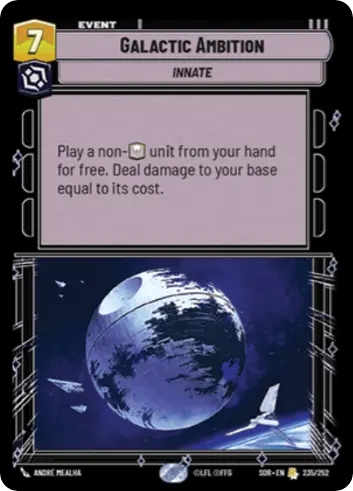 7
EVENT
GALACTIC AMBITION
INNATE
Play a non- unit from your hand
for free. Deal damage to your base
equal to its cost.
ANDRÉ MEALHA
©LFL ©FFG
SOR•EN
235/252